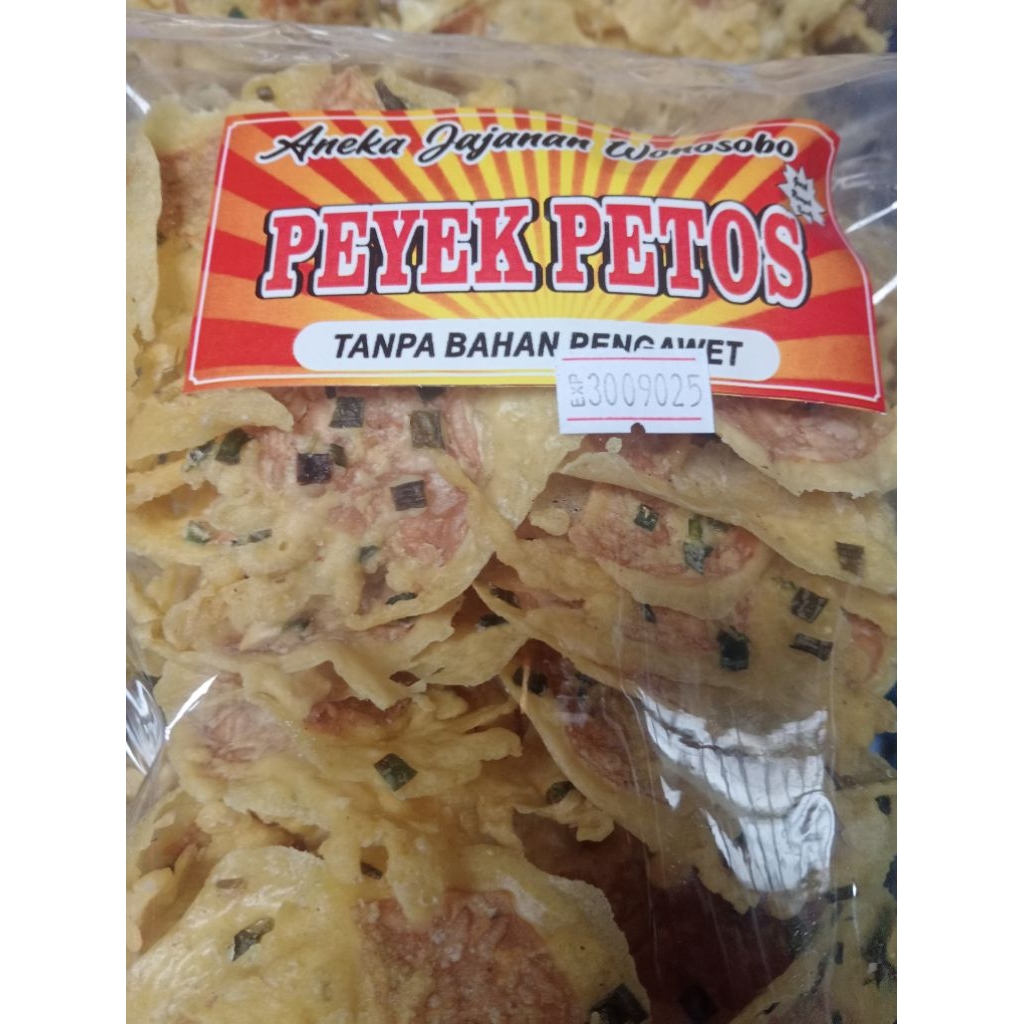 Aneka Jajanan Wonosobo
PEYEK PETOS
TANPA BAHAN PENGAWET
EXP 3009025